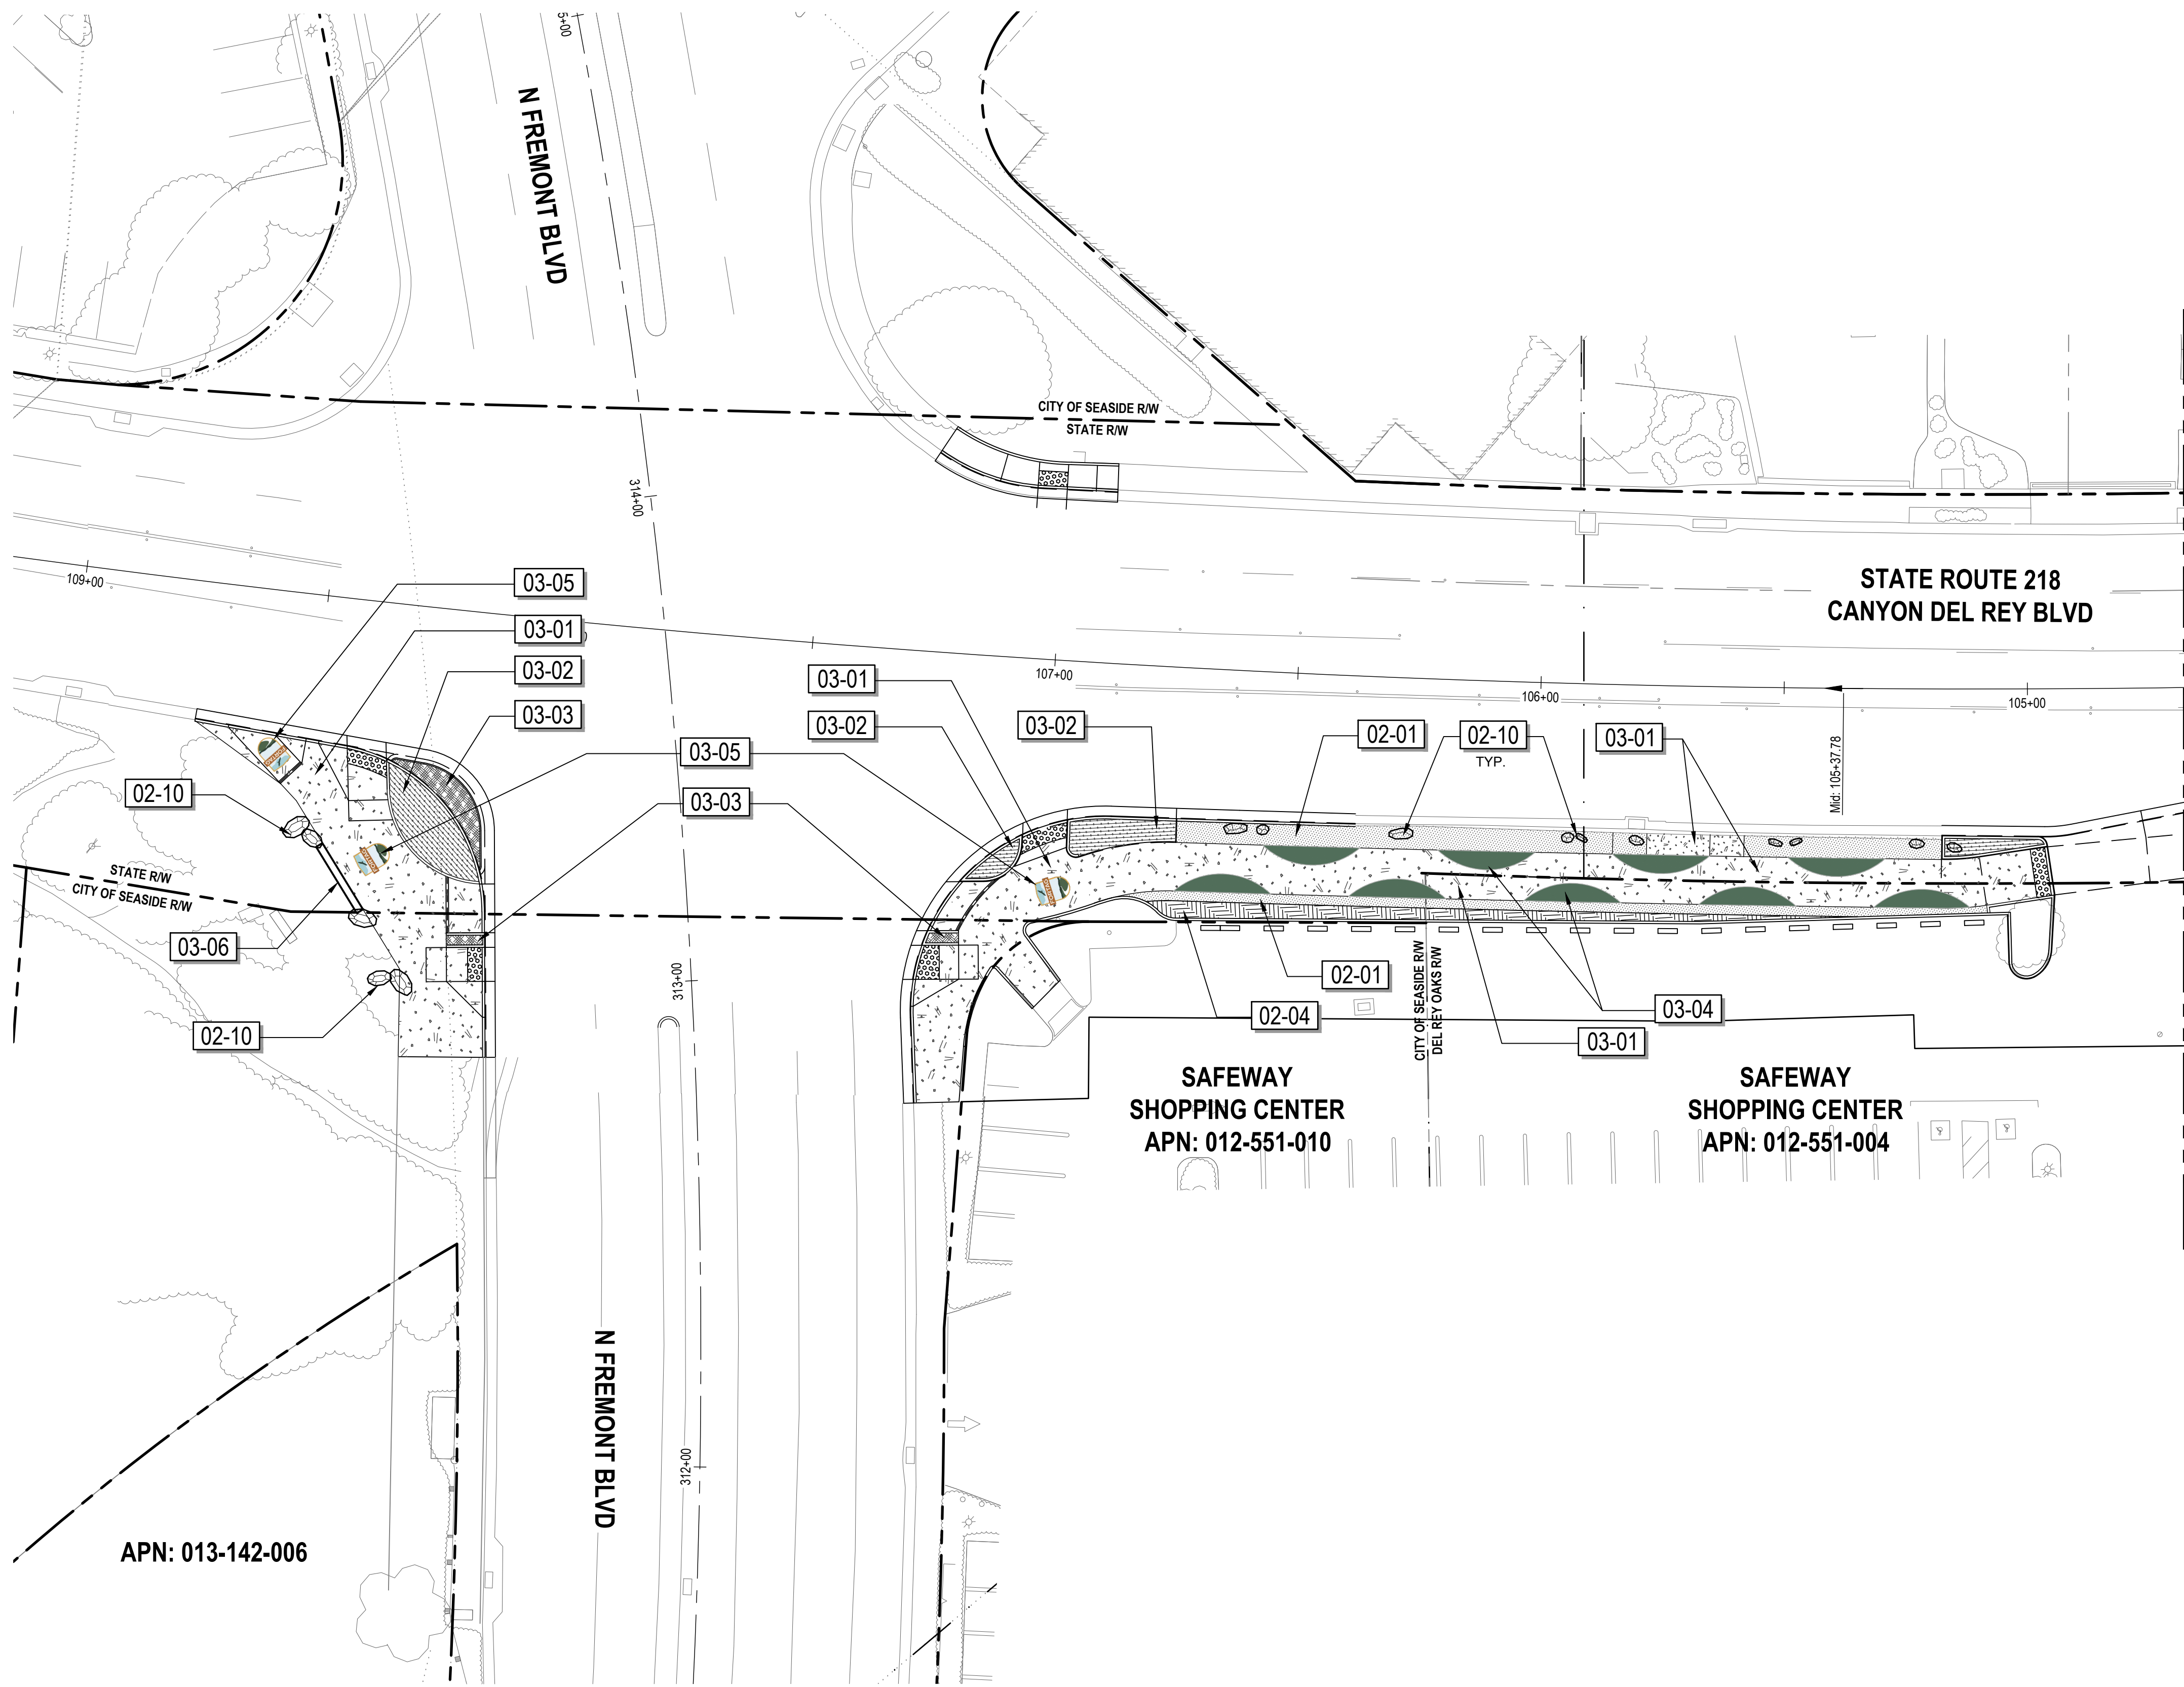 5+00
N FREMONT BLVD
CITY OF SEASIDE R/W
STATE R/W
314+00
109+00
STATE ROUTE 218
CANYON DEL REY BLVD
03-05
03-01
03-02
03-03
107+00
106+00
105+00
03-01
03-02
03-02
02-01
02-10
TYP.
03-01
Mid: 105+37.78
03-05
03-03
02-10
STATE R/W
CITY OF SEASIDE R/W
03-06
02-10
313+00
02-01
02-04
CITY OF SEASIDE R/W
DEL REY OAKS R/W
03-04
03-01
SAFEWAY
SHOPPING CENTER
APN: 012-551-010
SAFEWAY
SHOPPING CENTER
APN: 012-551-004
N FREMONT BLVD
312+00
APN: 013-142-006